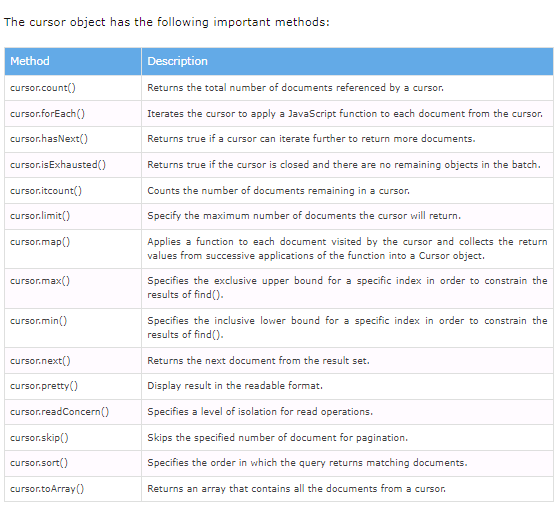 The cursor object has the following important methods:
Method Description
cursor.count() Returns the total number of documents referenced by a cursor.
cursor.forEach() Iterates the cursor to apply a JavaScript function to each document from the cursor.
cursor.hasNext() Returns true if a cursor can iterate further to return more documents.
cursor.isExhausted() Returns true if the cursor is closed and there are no remaining objects in the batch.
cursor.itcount() Counts the number of documents remaining in a cursor.
cursor.limit() Specify the maximum number of documents the cursor will return.
cursor.map() Applies a function to each document visited by the cursor and collects the return
values from successive applications of the function into a Cursor object.
cursor.max() Specifies the exclusive upper bound for a specific index in order to constrain the
results of find().
cursor.min() Specifies the inclusive lower bound for a specific index in order to constrain the
results of find().
cursor.next() Returns the next document from the result set.
cursor.pretty() Display result in the readable format.
cursor.readConcern() Specifies a level of isolation for read operations.
cursor.skip() Skips the specified number of document for pagination.
cursor.sort() Specifies the order in which the query returns matching documents.
cursor.toArray() Returns an array that contains all the documents from a cursor.